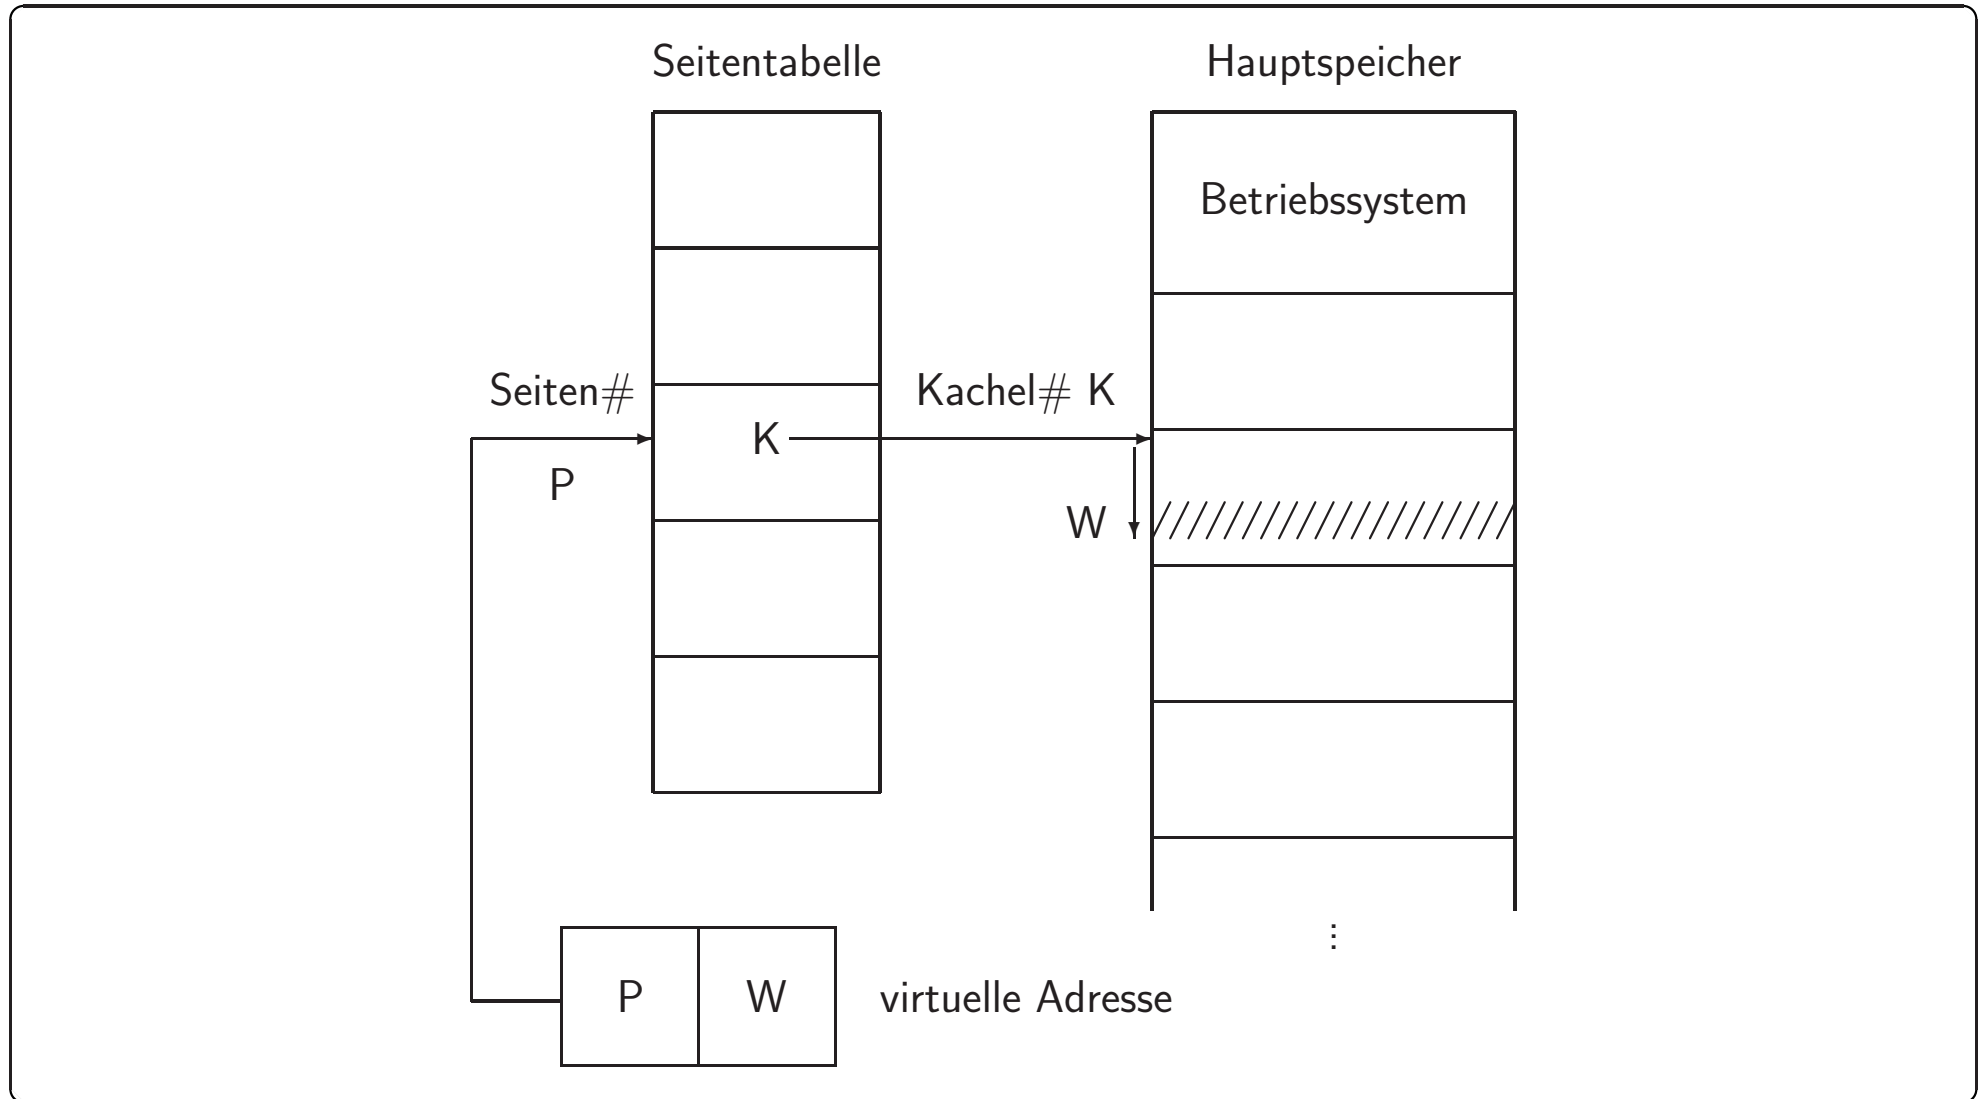 Seitentabelle
Hauptspeicher
Betriebssystem
Seiten#
Kachel# K
K
P
W
P
W
virtuelle Adresse
⋮